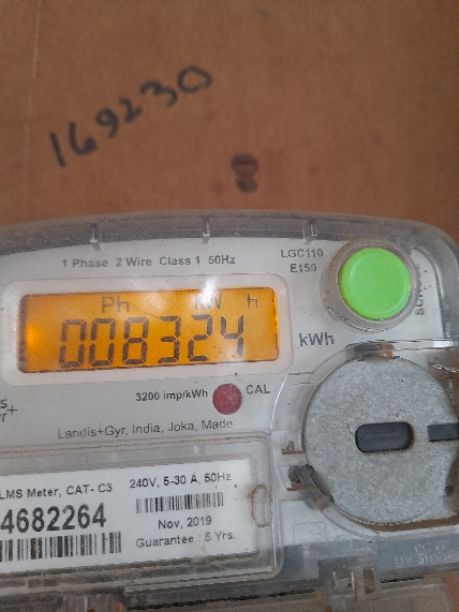 169230
1 Phase 2 Wire Class 1 50Hz
LGC110
E150
Ph KW h
008324
kWh
3200 imp/kWh
CAL
Landis+Gyr, India, Joka, Made
LMS Meter, CAT- C3
240V, 5-30 A, 50Hz
4682264
Nov, 2019
Guarantee : 5 Yrs.